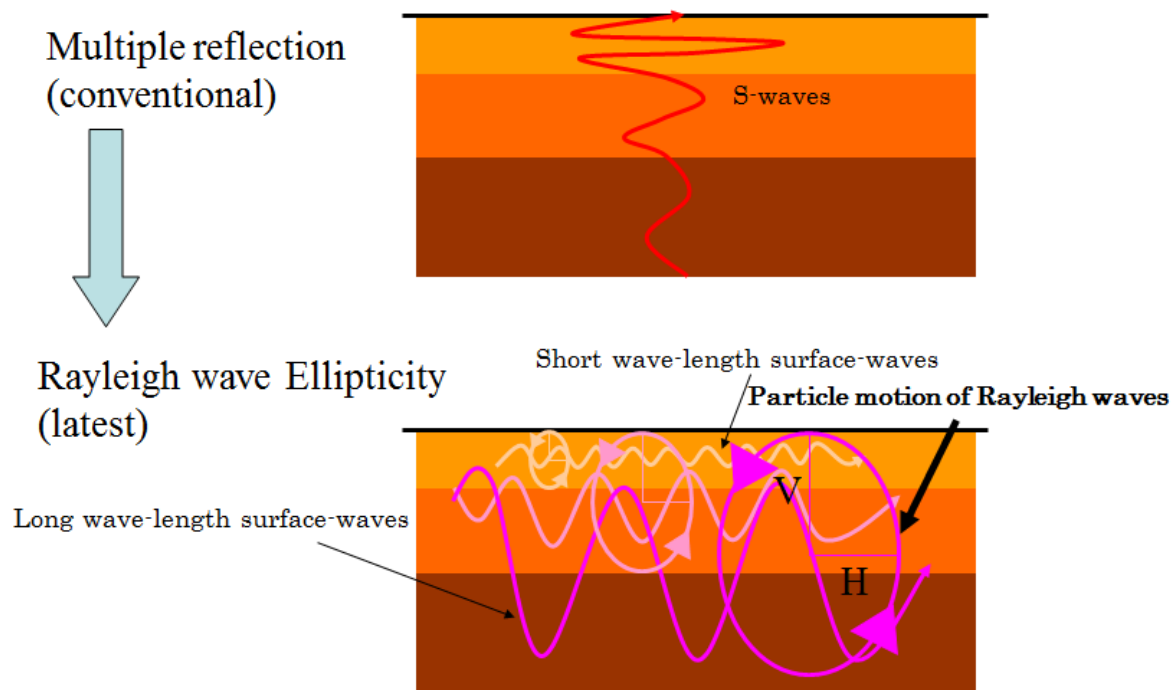 Multiple reflection
(conventional)
S-waves
Rayleigh wave Ellipticity
(latest)
Short wave-length surface-waves
Particle motion of Rayleigh waves
Long wave-length surface-waves
V
H